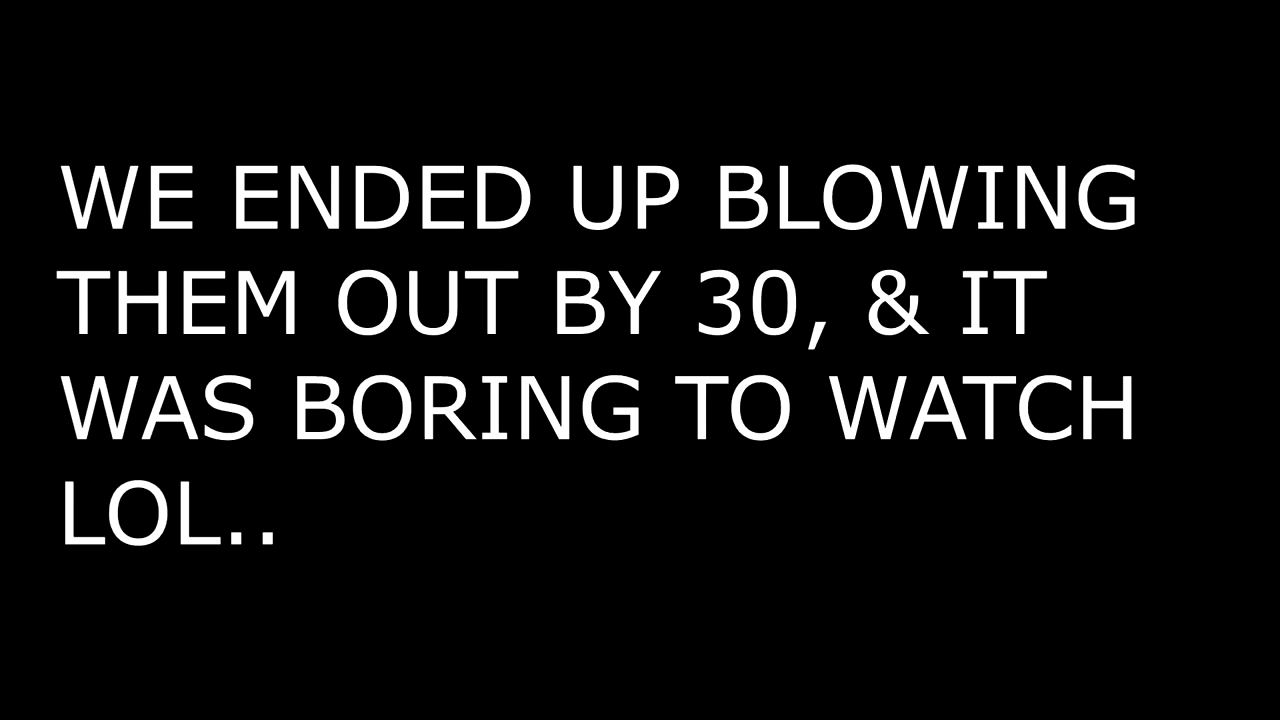 WE ENDED UP BLOWING
THEM OUT BY 30, & IT
WAS BORING TO WATCH
LOL..